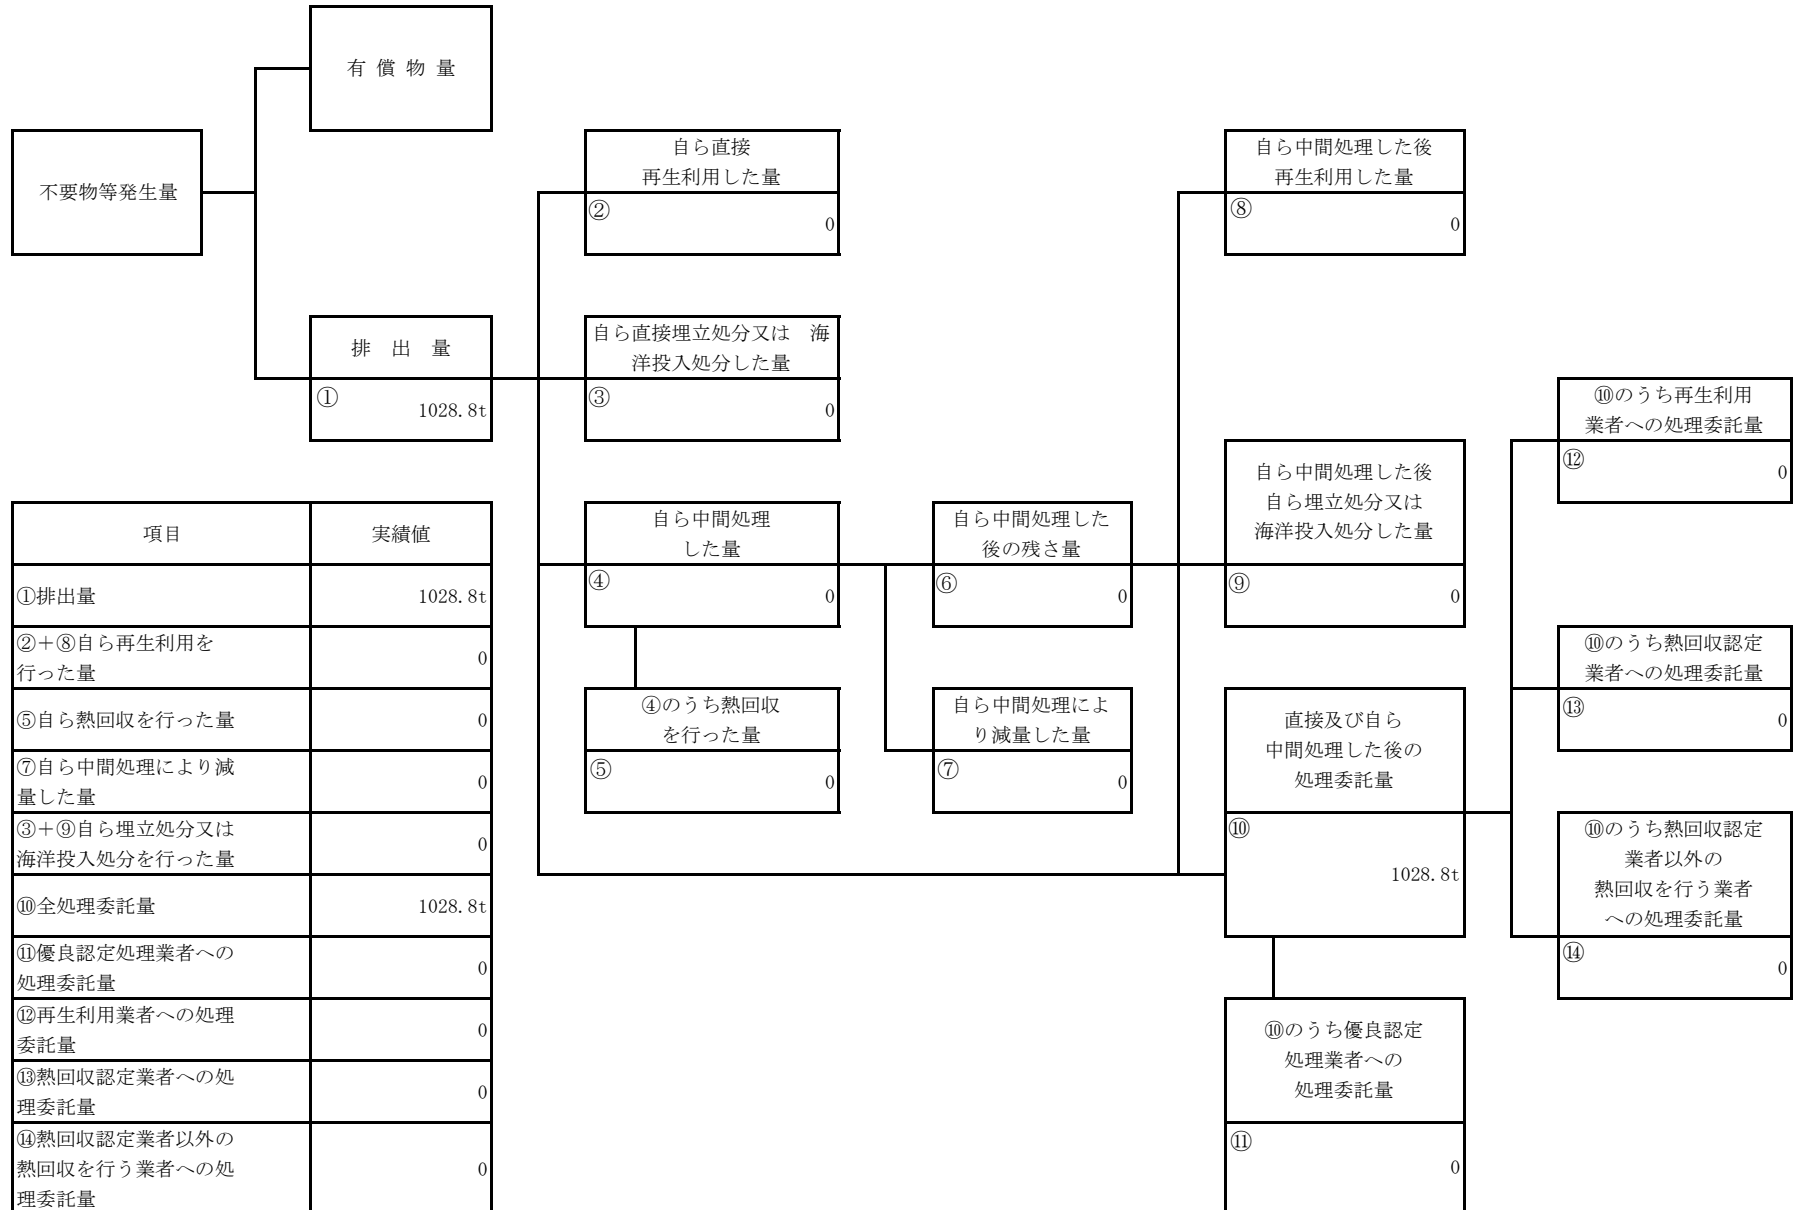 有 償 物 量
不要物等発生量
自ら直接
再生利用した量
②
0
自ら中間処理した後
再生利用した量
⑧
0
排　出　量
①
1028.8t
自ら直接埋立処分又は　海
洋投入処分した量
③
0
⑩のうち再生利用
業者への処理委託量
⑫
0
自ら中間処理
した量
④
0
自ら中間処理した
後の残さ量
⑥
0
自ら中間処理した後
自ら埋立処分又は
海洋投入処分した量
⑨
0
⑩のうち熱回収認定
業者への処理委託量
⑬
0
④のうち熱回収
を行った量
⑤
0
自ら中間処理によ
り減量した量
⑦
0
直接及び自ら
中間処理した後の
処理委託量
⑩
1028.8t
⑩のうち熱回収認定
業者以外の
熱回収を行う業者
への処理委託量
⑭
0
⑩のうち優良認定
処理業者への
処理委託量
⑪
0
項目
実績値
①排出量
1028.8t
②＋⑧自ら再生利用を
行った量
0
⑤自ら熱回収を行った量
0
⑦自ら中間処理により減
量した量
0
③＋⑨自ら埋立処分又は
海洋投入処分を行った量
0
⑩全処理委託量
1028.8t
⑪優良認定処理業者への
処理委託量
0
⑫再生利用業者への処理
委託量
0
⑬熱回収認定業者への処
理委託量
0
⑭熱回収認定業者以外の
熱回収を行う業者への処
理委託量
0